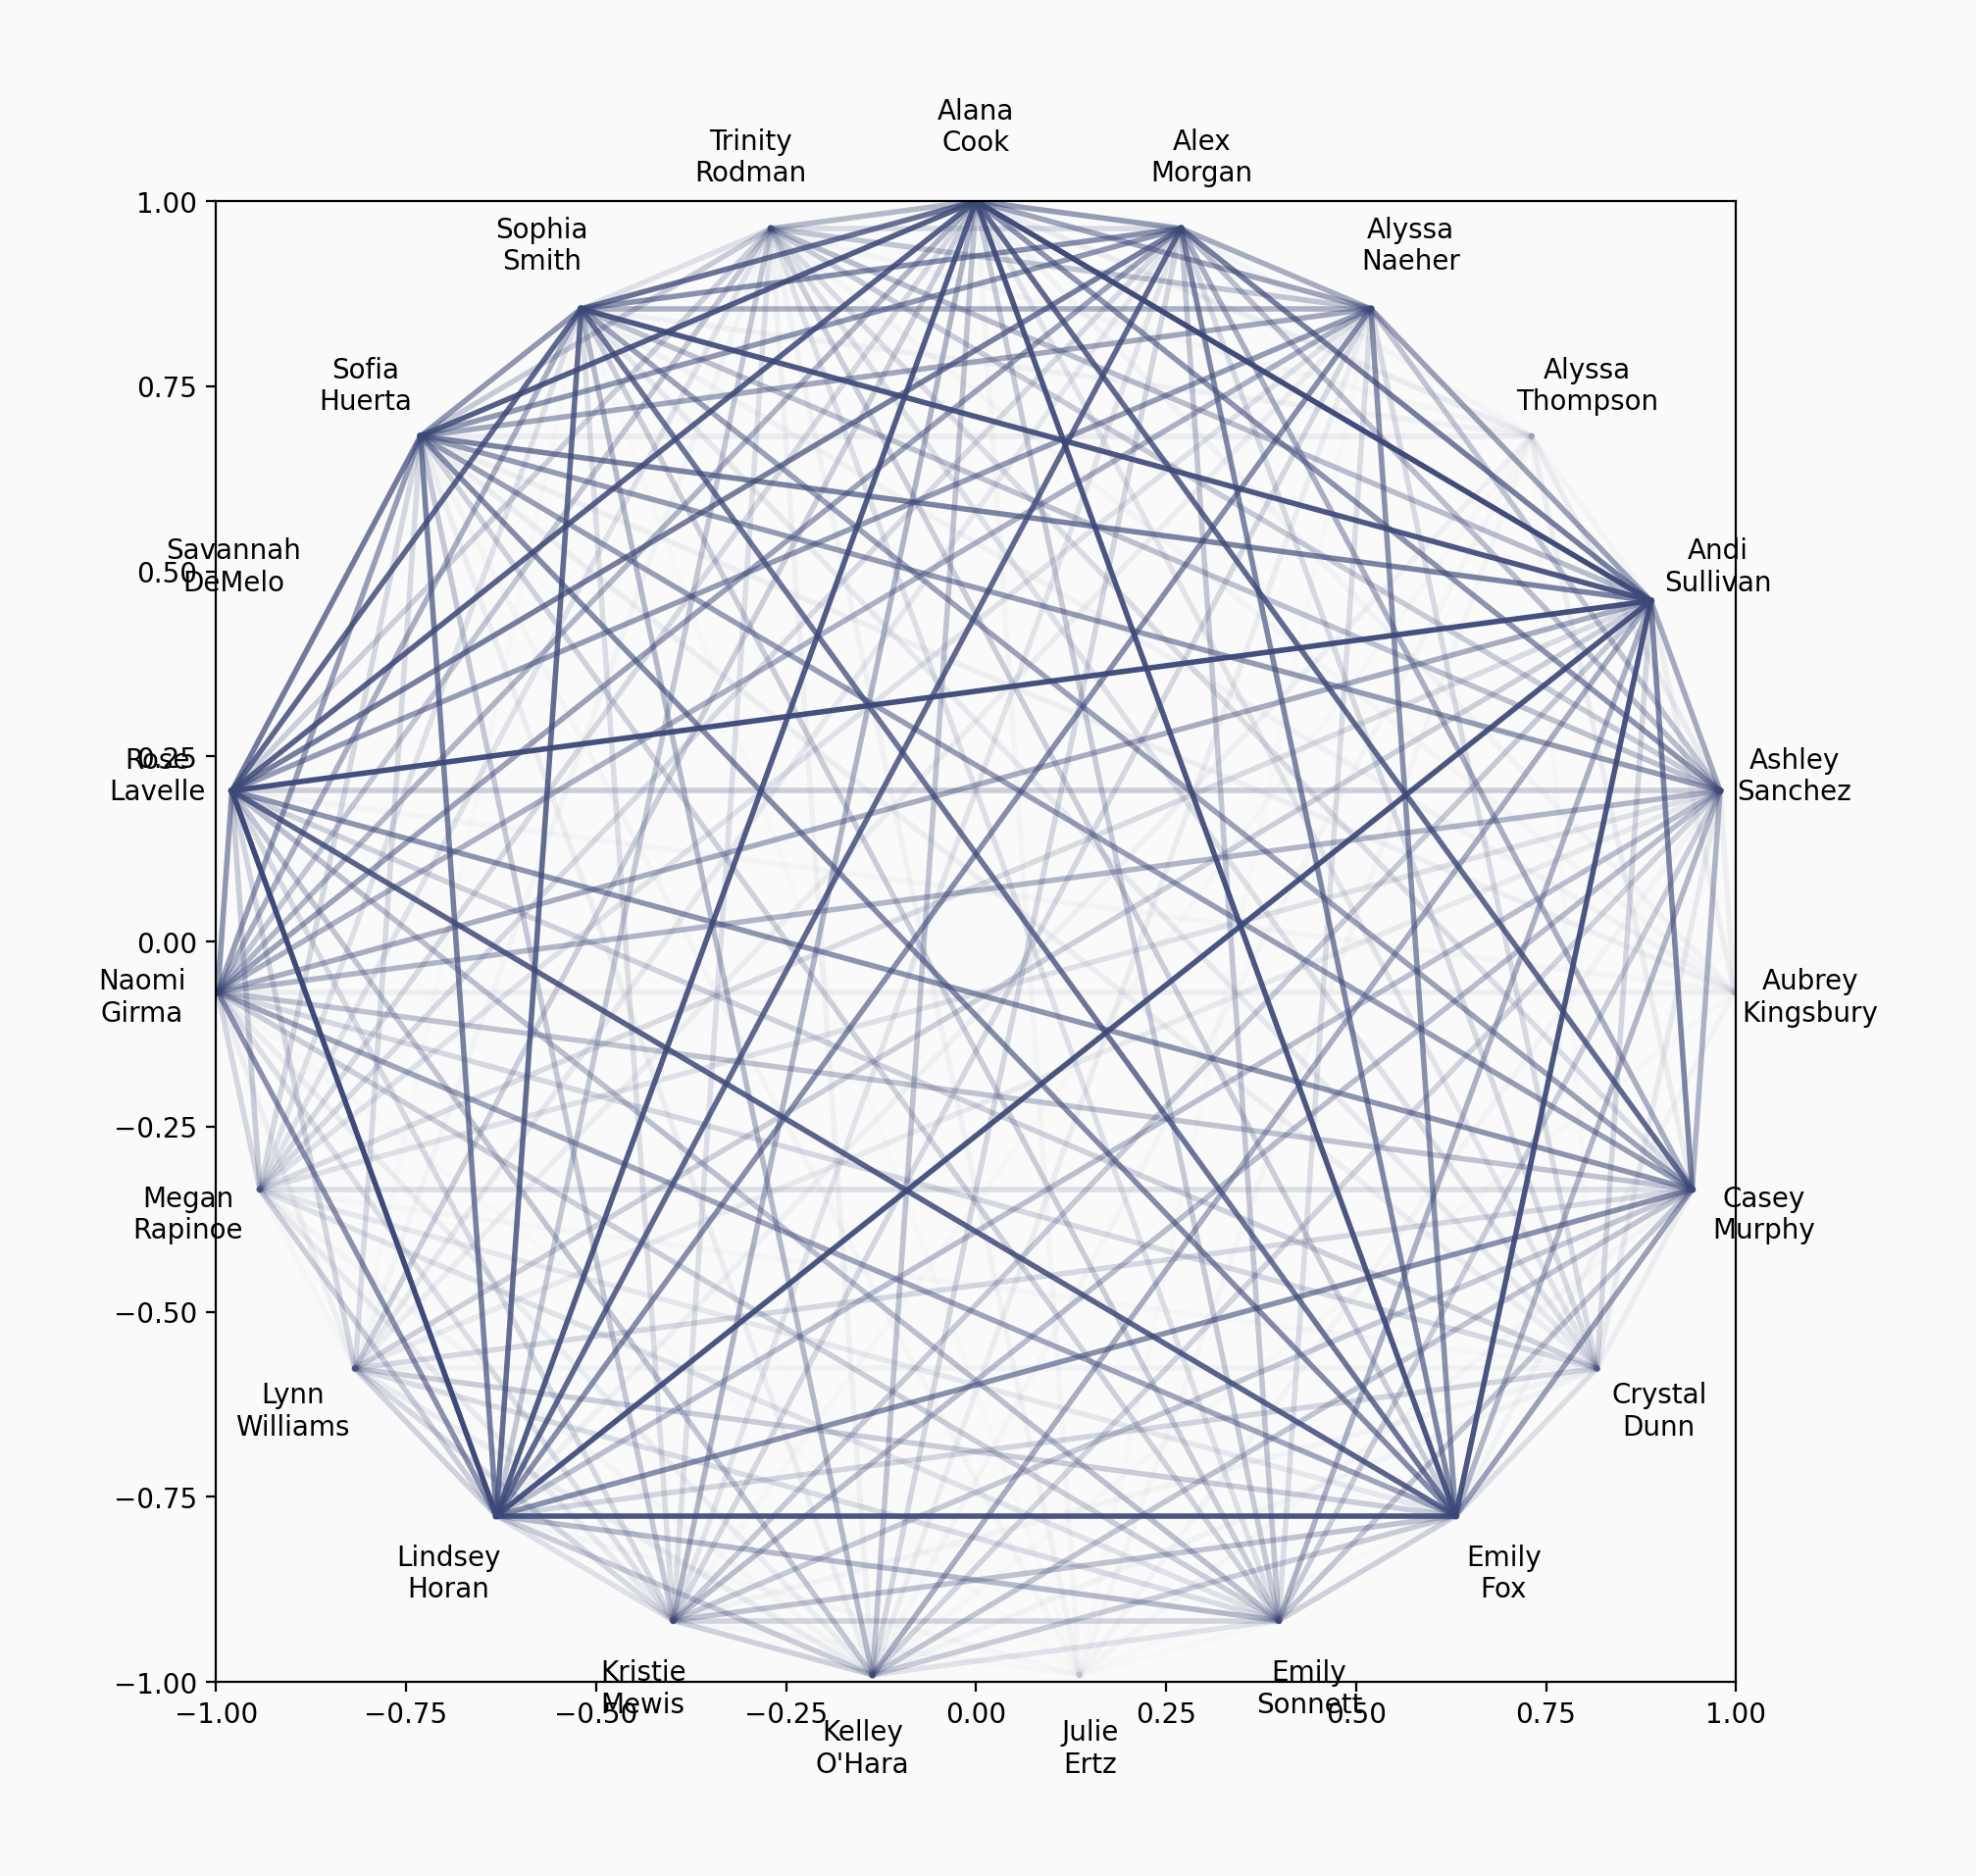 Alana
Cook
Trinity
Rodman
Alex
Morgan
1.00
Sophia
Smith
Alyssa
Naeher
0.75
Sofia
Huerta
Alyssa
Thompson
Savannah
DeMelo
0.50
Andi
Sullivan
0.25
Rose
Lavelle
Ashley
Sanchez
0.00
Naomi
Girma
Aubrey
Kingsbury
−0.25
Megan
Rapinoe
Casey
Murphy
−0.50
Lynn
Williams
Crystal
Dunn
−0.75
Lindsey
Horan
Emily
Fox
−1.00
Kristie
Mewis
Emily
Sonnett
−1.00 −0.75 −0.50 −0.25 0.00 0.25 0.50 0.75 1.00
Kelley
O'Hara
Julie
Ertz